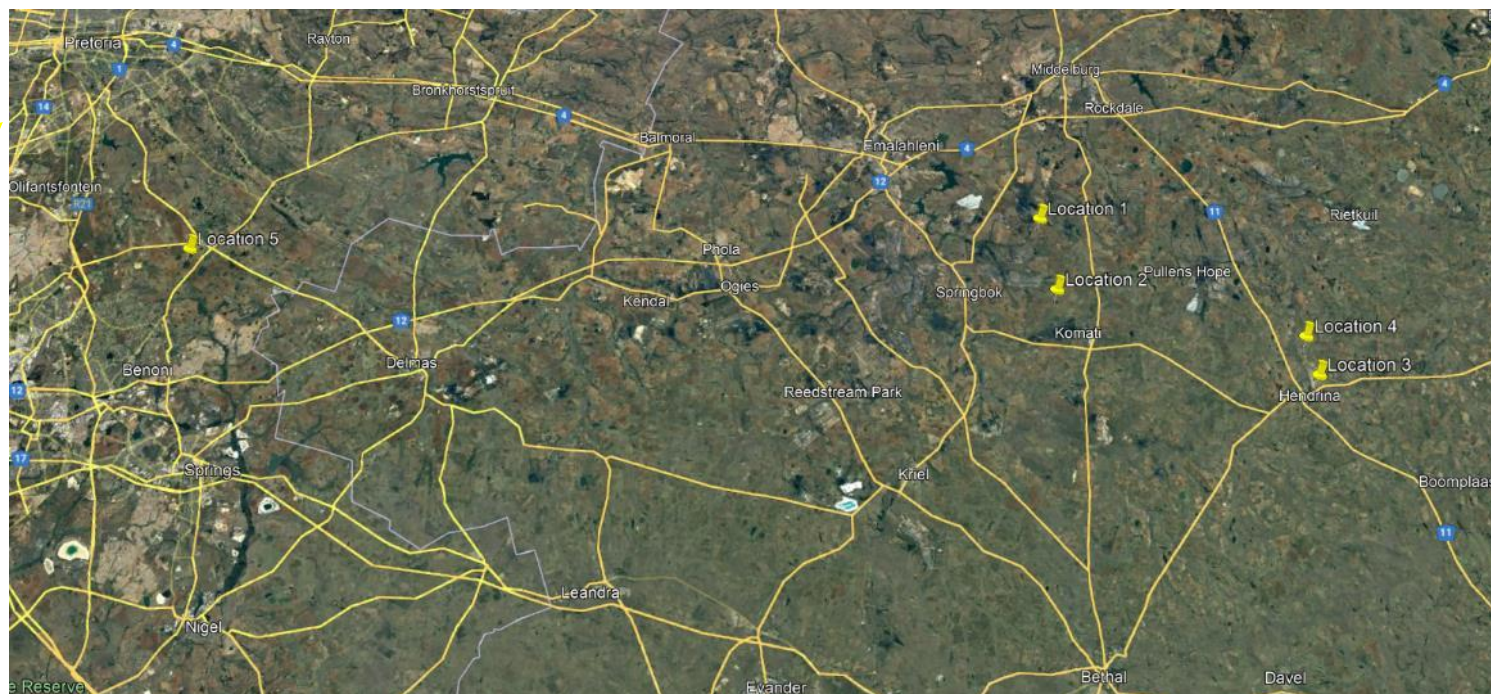 Pretoria
4
Rayton
1
14
Bronkhorstspruit
4
Middelburg
4
Rockdale
Balmoral
Emalahleni
4
12
Olifantsfontein
R21
Location 5
Location 1
11
Rietkuil
Phola
Ogies
Kendal
Springbok
Location 2
Pullens Hope
12
Komati
Location 4
Benoni
Delmas
12
Reedstream Park
Location 3
Hendrina
17
Springs
Kriel
Boomplaas
11
Leandra
Nigel
e Reserve
Evander
Bethal
Davel